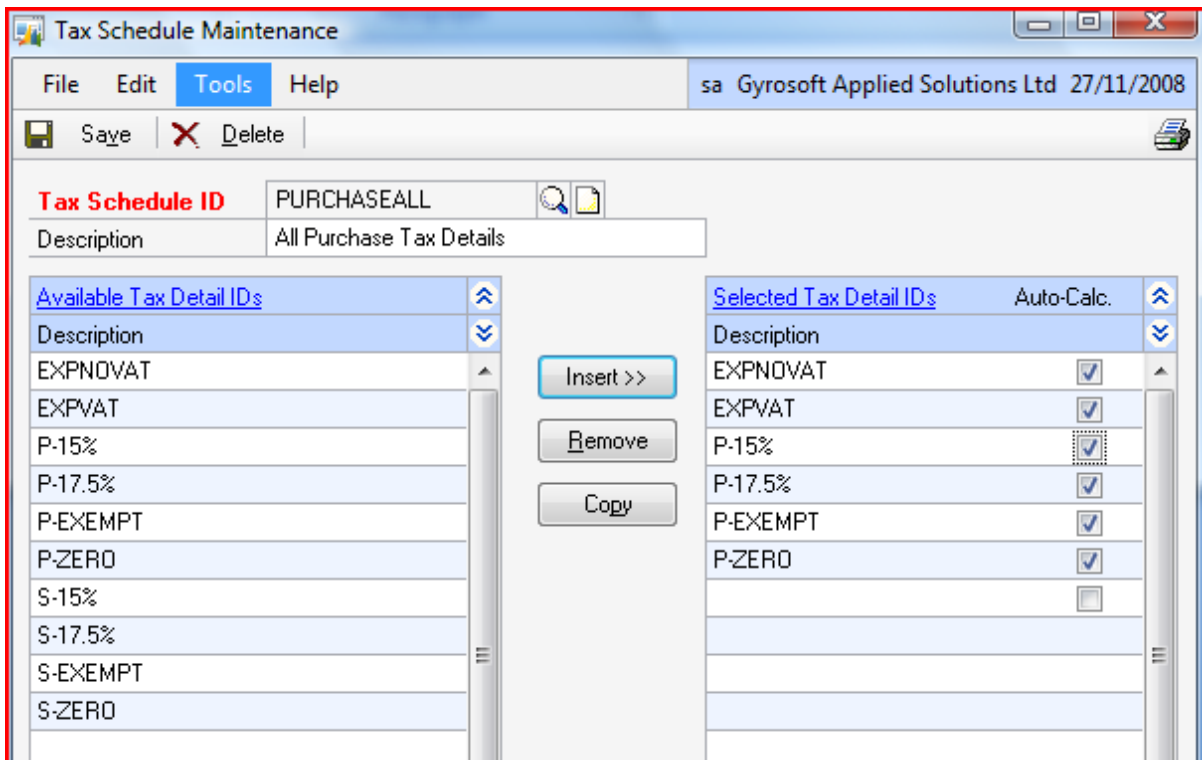 Tax Schedule Maintenance
File Edit Tools Help sa Gyrosoft Applied Solutions Ltd 27/11/2008
Save Delete
Tax Schedule ID PURCHASEALL
Description All Purchase Tax Details
Available Tax Detail IDs
Description
EXPNOVAT
EXPVAT
P-15%
P-17.5%
P-EXEMPT
P-ZERO
S-15%
S-17.5%
S-EXEMPT
S-ZERO
Insert >>
Remove
Copy
Selected Tax Detail IDs Auto-Calc.
Description
EXPNOVAT
EXPVAT
P-15%
P-17.5%
P-EXEMPT
P-ZERO